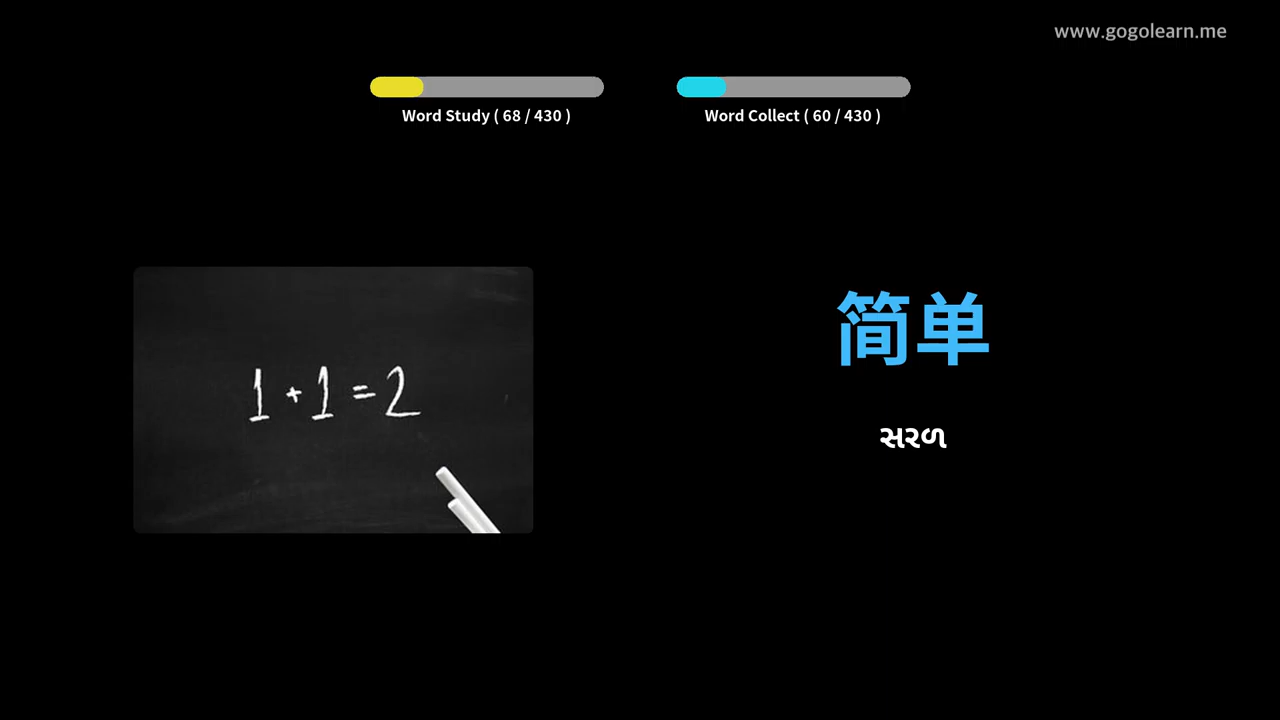 www.gogolearn.me
Word Study ( 68 / 430 )
Word Collect ( 60 / 430 )
1 + 1 = 2
简单
સરળ